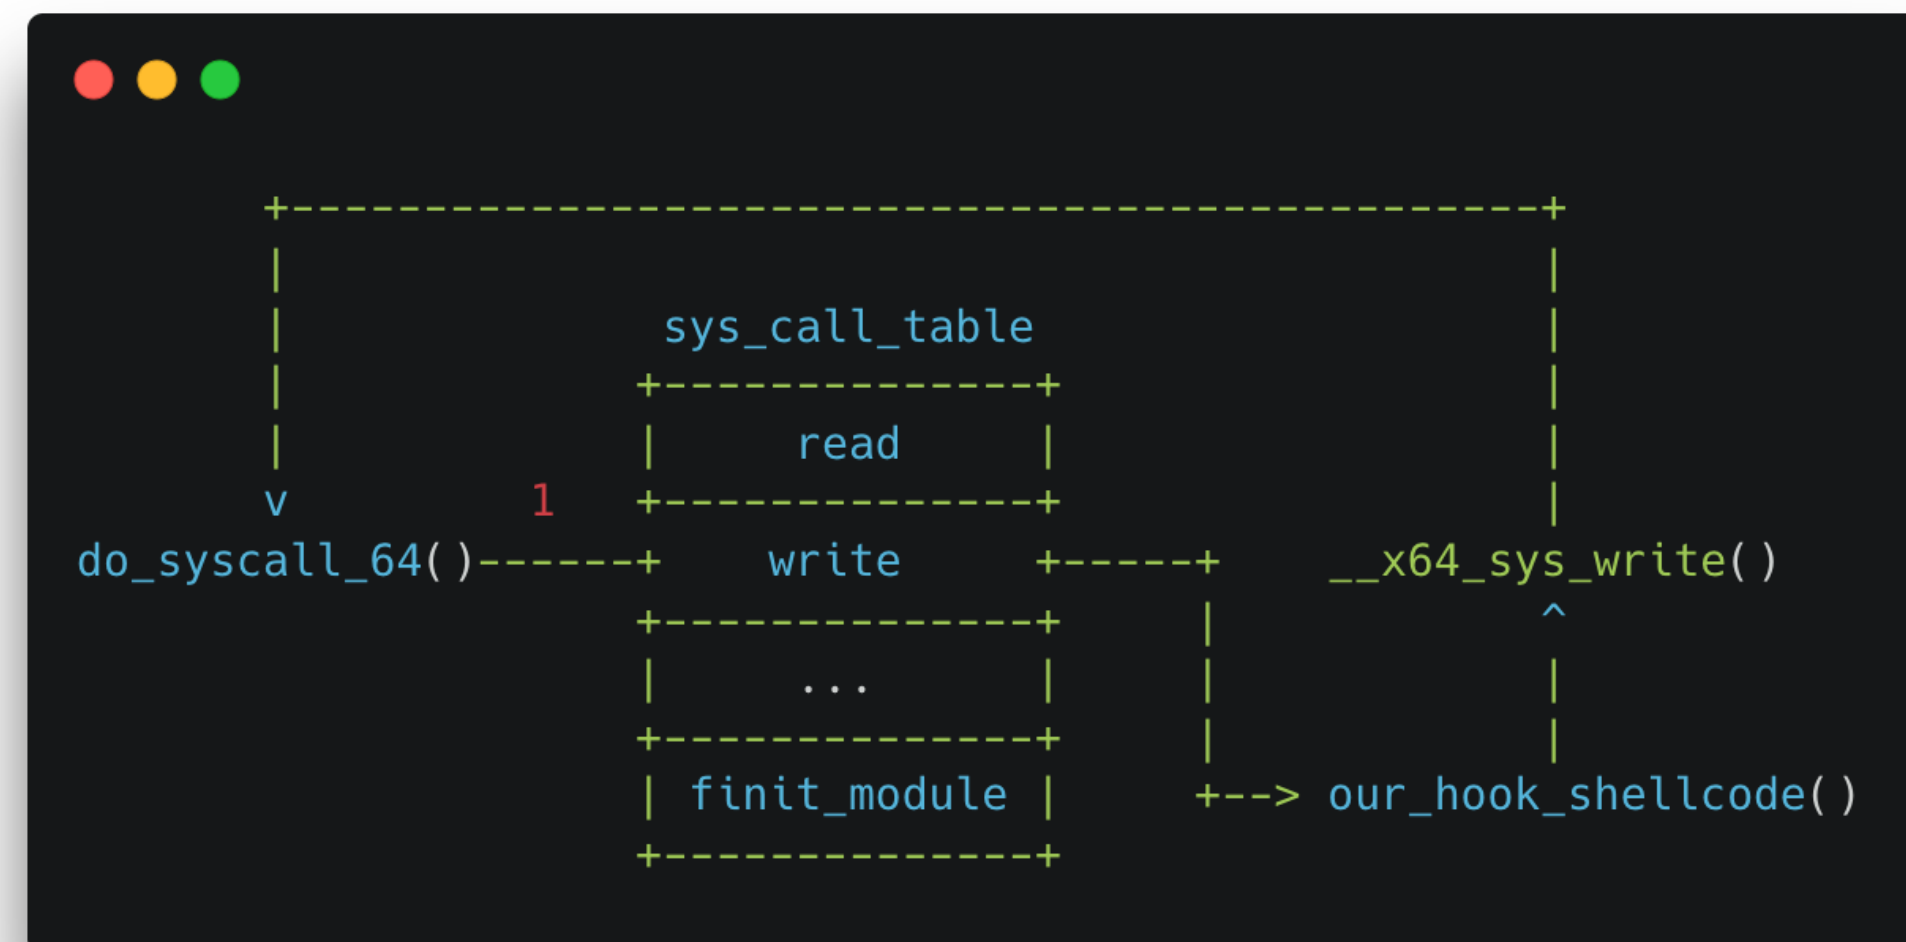 +-----------------------------------------------+
|                                               |
|              sys_call_table                   |
|             +--------------+                  |
|             |     read     |                  |
v         1   +--------------+                  |
do_syscall_64()------+    write     +-----+    __x64_sys_write()
+--------------+     |            ^
|     ...      |     |            |
+--------------+     |            |
| finit_module |     +--> our_hook_shellcode()
+--------------+